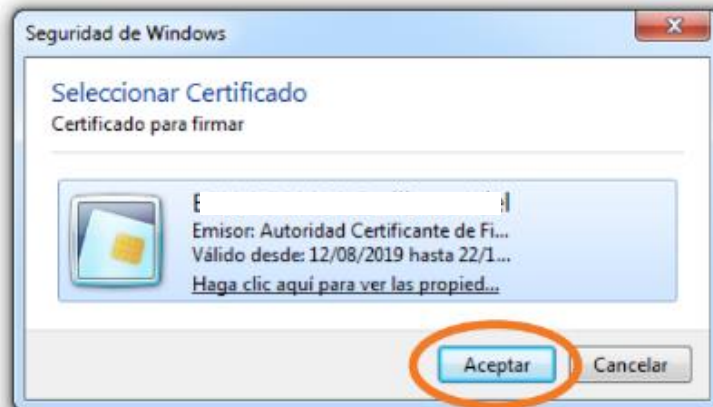 Seguridad de Windows
Seleccionar Certificado
Certificado para firmar
Emisor: Autoridad Certificante de Fi...
Válido desde: 12/08/2019 hasta 22/1...
Haga clic aquí para ver las propied...
Aceptar
Cancelar